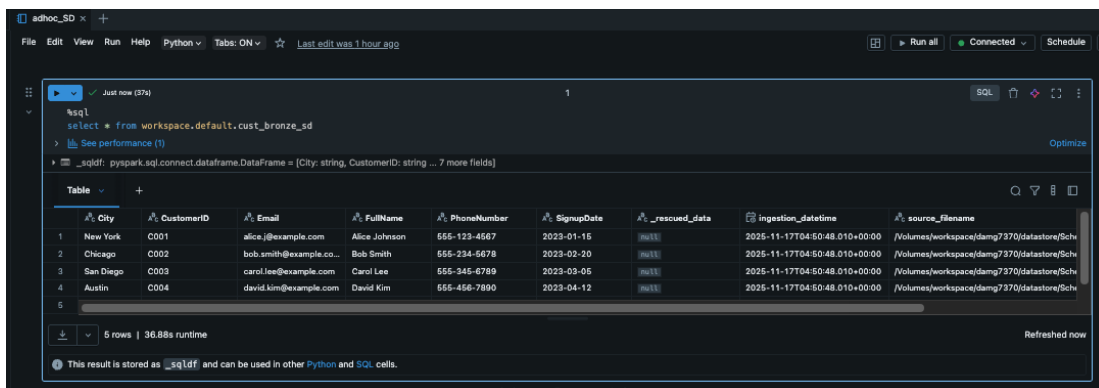 adhoc_SD × +
File Edit View Run Help Python Tabs: ON Last edit was 1 hour ago Run all Connected Schedule
Just now (37s) 1 SQL
%sql
select * from workspace.default.cust_bronze_sd
See performance (1) Optimize
_sqldf: pyspark.sql.connect.dataframe.DataFrame = [City: string, CustomerID: string ... 7 more fields]
Table +
City CustomerID Email FullName PhoneNumber SignupDate _rescued_data ingestion_datetime source_filename
1 New York C001 alice.j@example.com Alice Johnson 555-123-4567 2023-01-15 null 2025-11-17T04:50:48.010+00:00 /Volumes/workspace/damg7370/datastore/Sche
2 Chicago C002 bob.smith@example.co... Bob Smith 555-234-5678 2023-02-20 null 2025-11-17T04:50:48.010+00:00 /Volumes/workspace/damg7370/datastore/Sche
3 San Diego C003 carol.lee@example.com Carol Lee 555-345-6789 2023-03-05 null 2025-11-17T04:50:48.010+00:00 /Volumes/workspace/damg7370/datastore/Sche
4 Austin C004 david.kim@example.com David Kim 555-456-7890 2023-04-12 null 2025-11-17T04:50:48.010+00:00 /Volumes/workspace/damg7370/datastore/Sche
5
5 rows | 36.88s runtime Refreshed now
This result is stored as _sqldf and can be used in other Python and SQL cells.